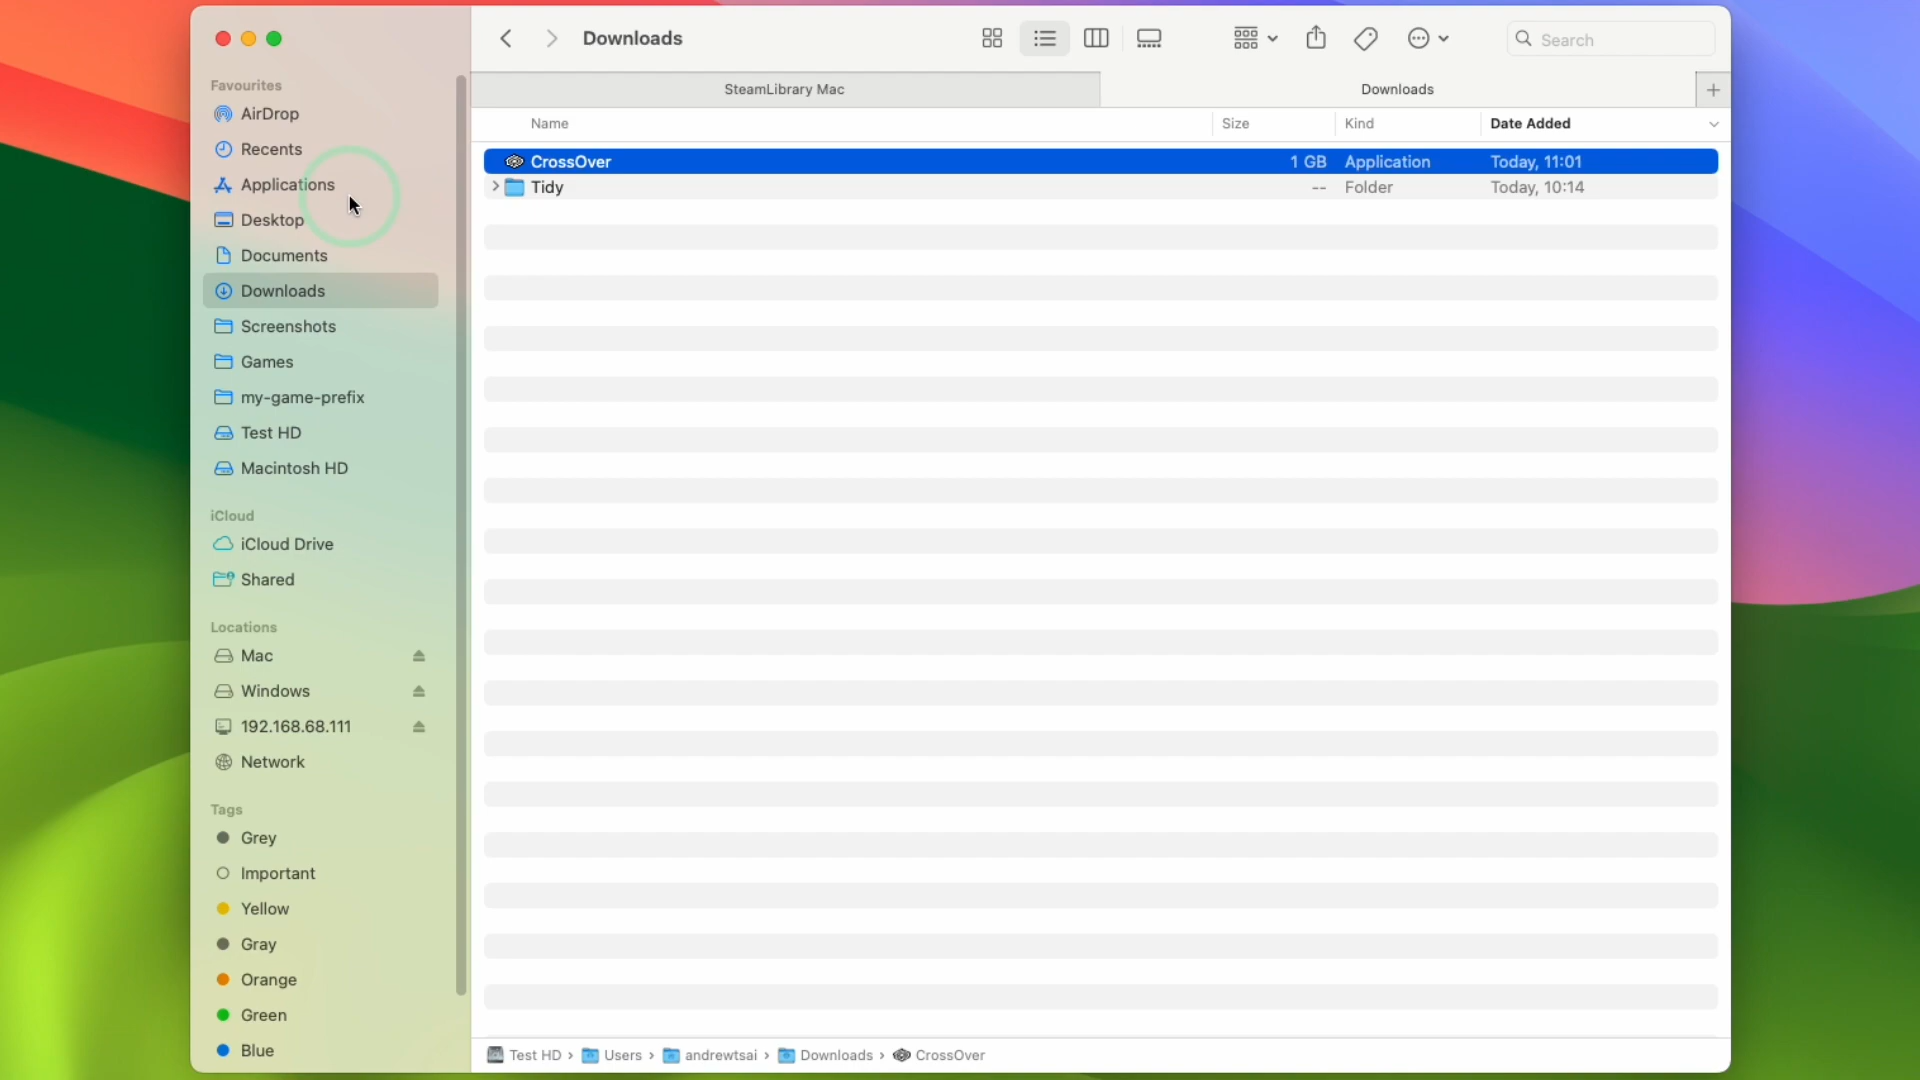 Downloads
Search
SteamLibrary Mac
Downloads
Name
Size
Kind
Date Added
CrossOver
1 GB
Application
Today, 11:01
Tidy
--
Folder
Today, 10:14
Favourites
AirDrop
Recents
Applications
Desktop
Documents
Downloads
Screenshots
Games
my-game-prefix
Test HD
Macintosh HD
iCloud
iCloud Drive
Shared
Locations
Mac
Windows
192.168.68.111
Network
Tags
Grey
Important
Yellow
Gray
Orange
Green
Blue
Test HD › Users › andrewtsai › Downloads › CrossOver